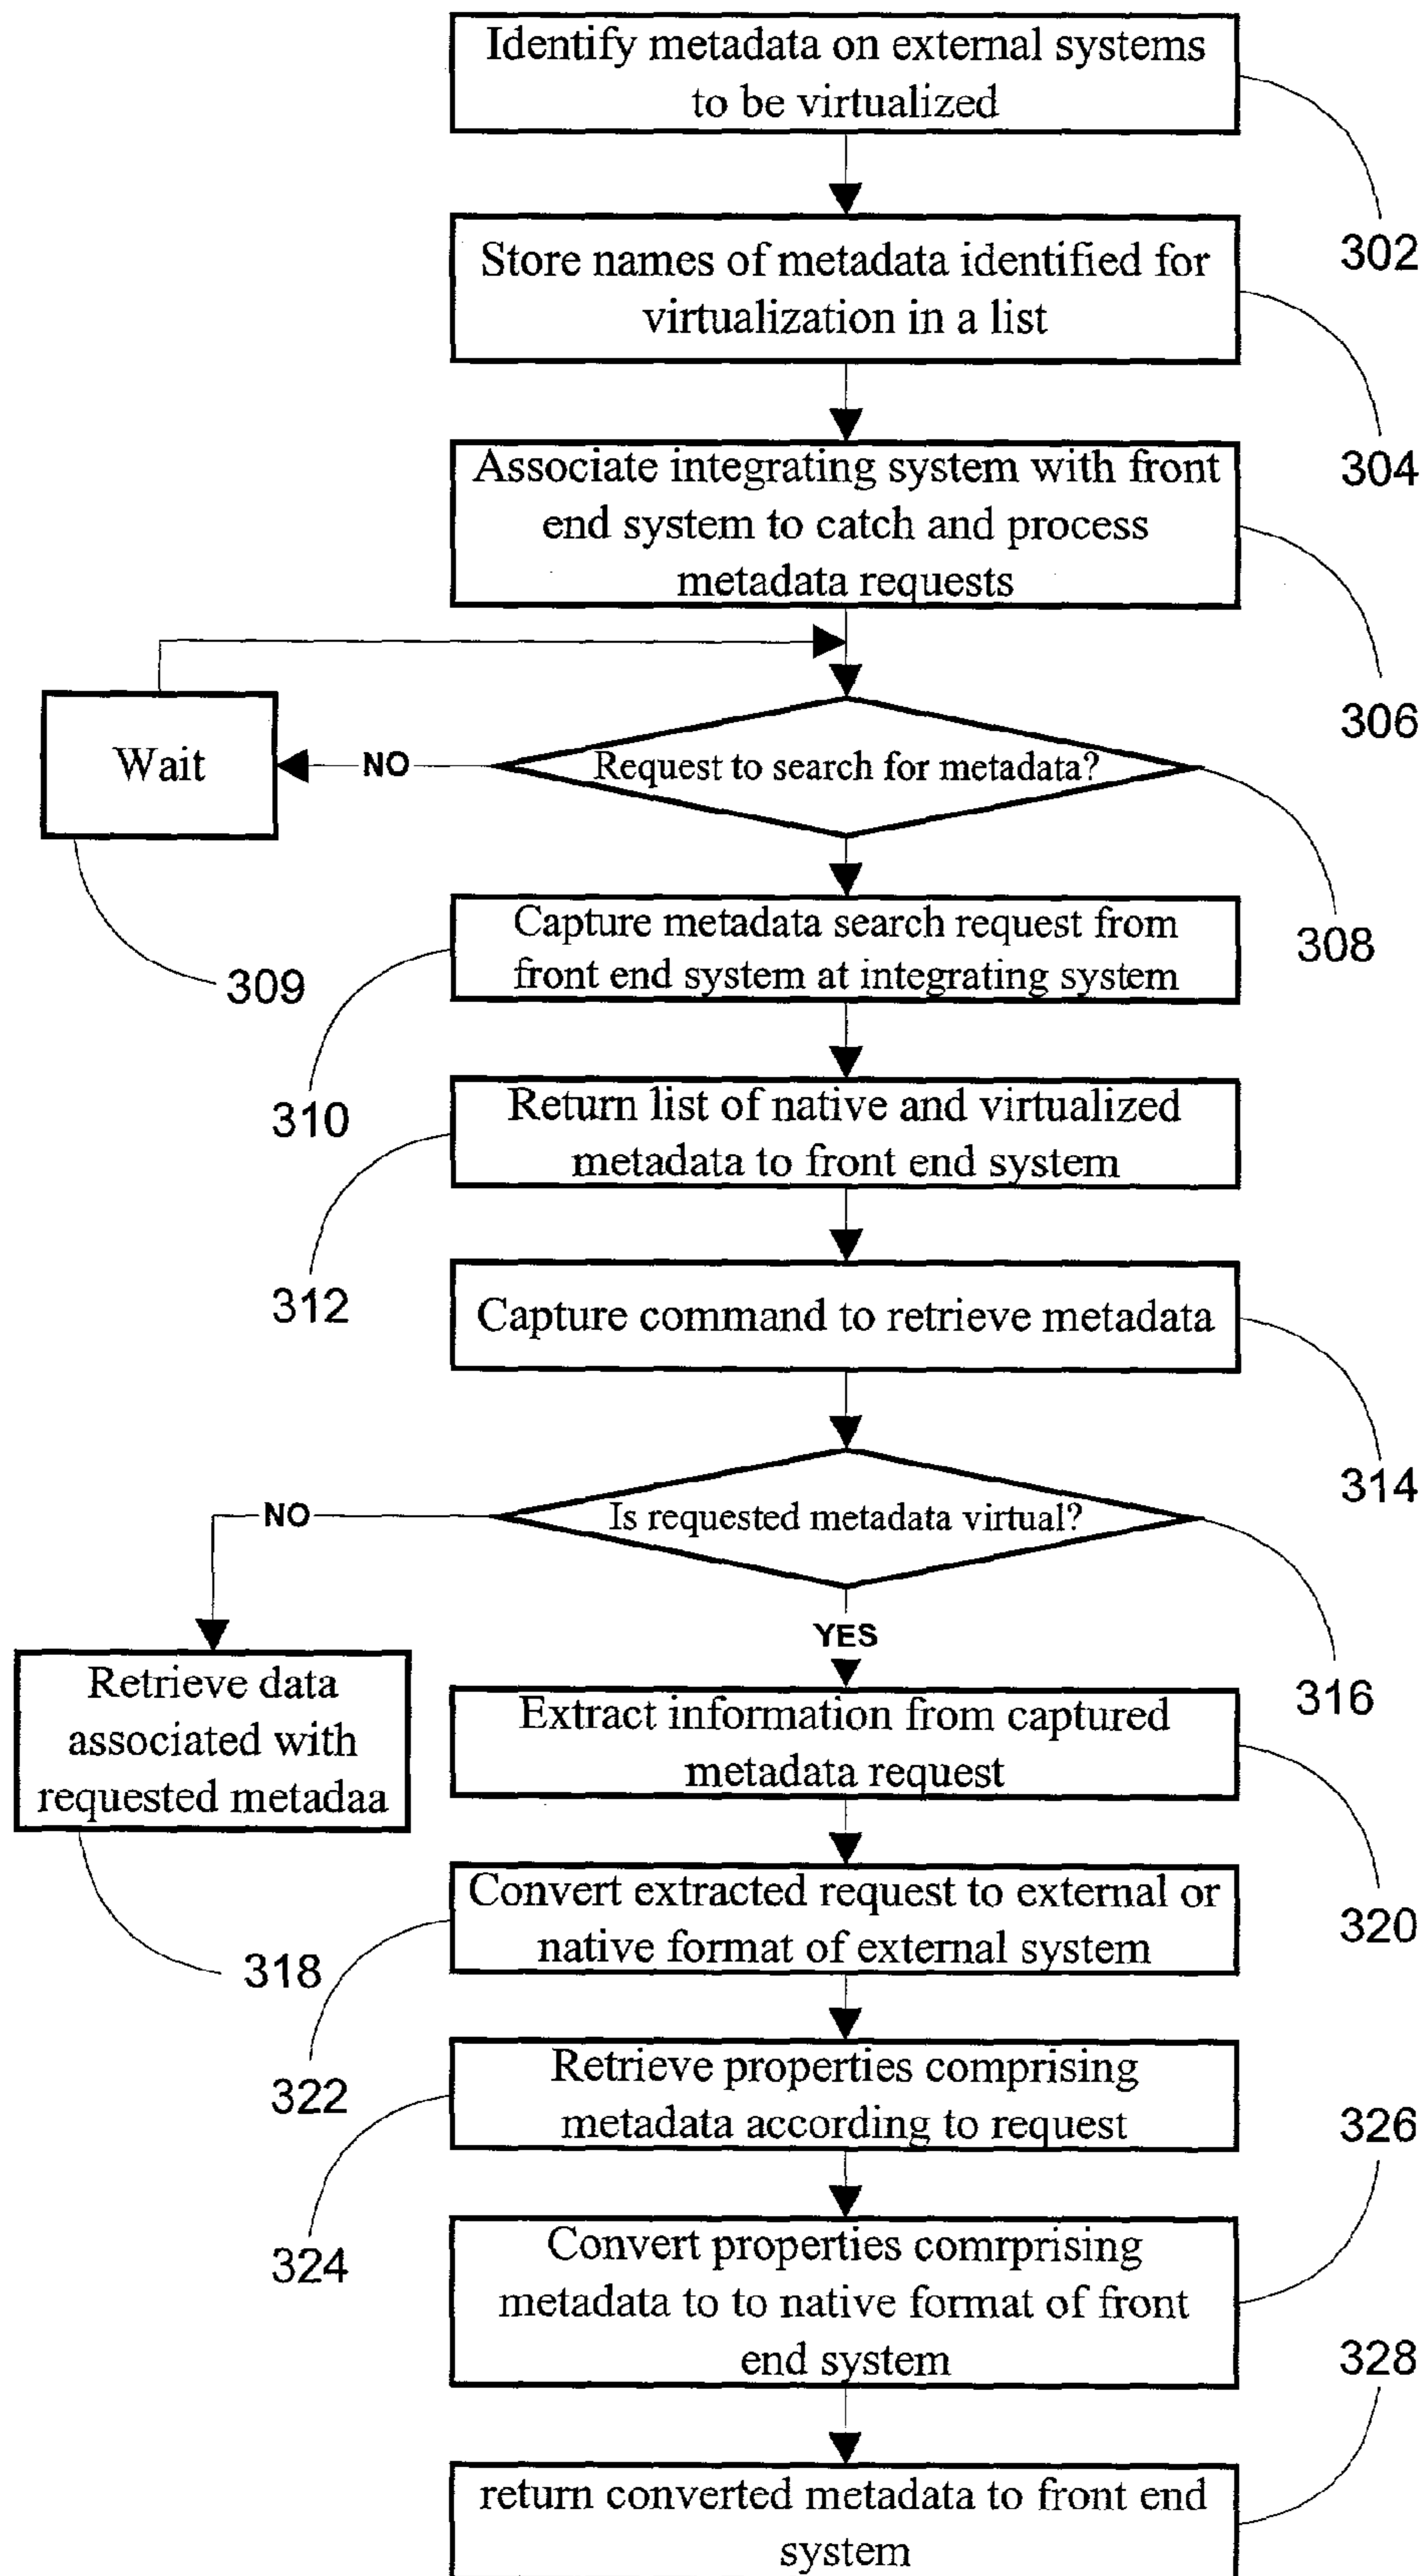 Identify metadata on external systems
to be virtualized
302
Store names of metadata identified for
virtualization in a list
304
Associate integrating system with front
end system to catch and process
metadata requests
306
Wait
NO
Request to search for metadata?
308
309
Capture metadata search request from
front end system at integrating system
310
Return list of native and virtualized
metadata to front end system
312
Capture command to retrieve metadata
314
NO
Is requested metadata virtual?
316
YES
Retrieve data
associated with
requested metadaa
318
Extract information from captured
metadata request
320
Convert extracted request to external or
native format of external system
322
Retrieve properties comprising
metadata according to request
324
326
Convert properties comrprising
metadata to to native format of front
end system
328
return converted metadata to front end
system